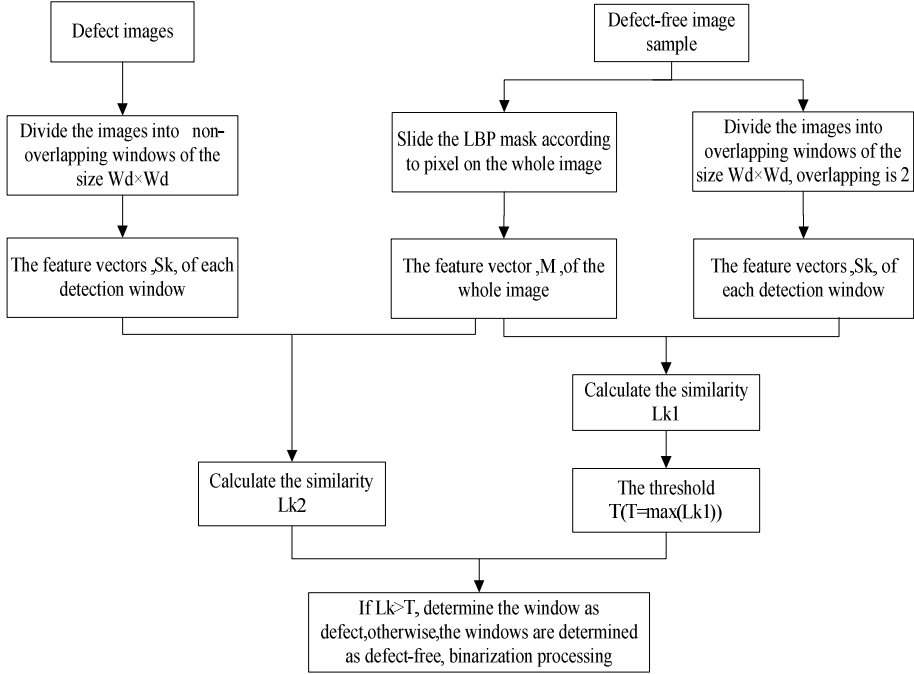 Defect images
Defect-free image
sample
Divide the images into non-
overlapping windows of the
size Wd×Wd
Slide the LBP mask according
to pixel on the whole image
Divide the images into
overlapping windows of the
size Wd×Wd, overlapping is 2
The feature vectors ,Sk, of each
detection window
The feature vector ,M ,of the
whole image
The feature vectors ,Sk, of
each detection window
Calculate the similarity
Lk1
Calculate the similarity
Lk2
The threshold
T(T=max(Lk1))
If Lk>T, determine the window as
defect,otherwise,the windows are determined
as defect-free, binarization processing